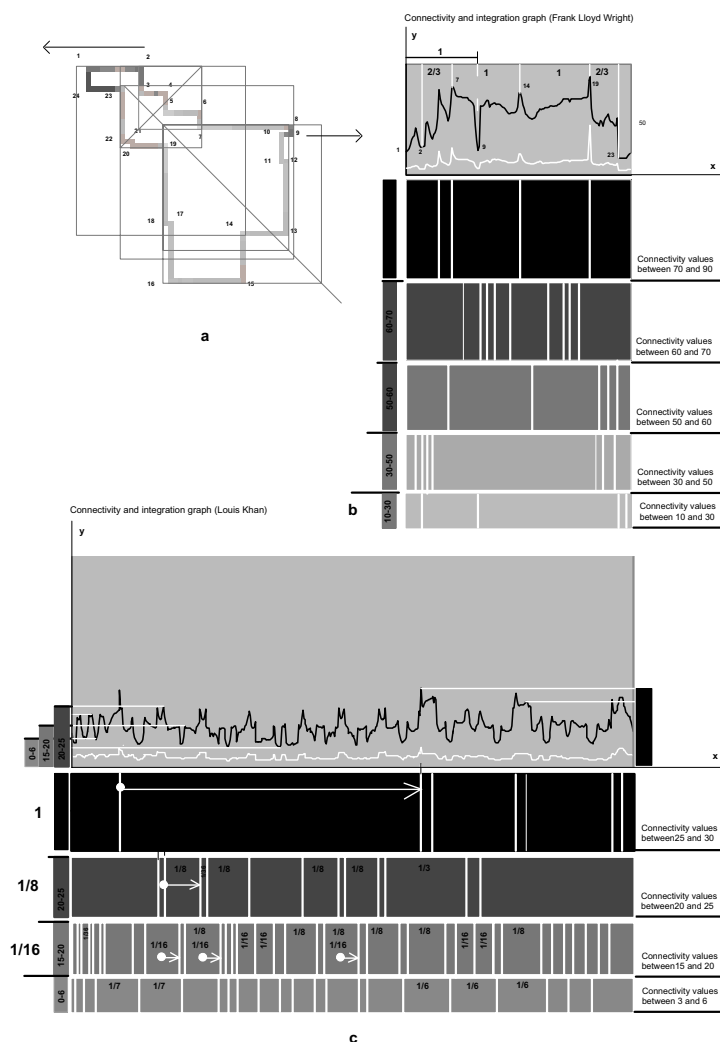 Connectivity and integration graph (Frank Lloyd Wright)
y
1
2/3
1
1
2/3
7
14
19
1
2
9
23
50
x
1
2
3
4
5
6
7
8
9
10
11
12
13
14
15
16
17
18
19
20
21
22
23
24
a
Connectivity values
between 70 and 90
60-70
Connectivity values
between 60 and 70
50-60
Connectivity values
between 50 and 60
30-50
Connectivity values
between 30 and 50
10-30
Connectivity values
between 10 and 30
b
Connectivity and integration graph (Louis Khan)
y
0-6
15-20
20-25
x
1
Connectivity values
between25 and 30
1/8
20-25
1/8
1/8
1/8
1/8
1/3
Connectivity values
between20 and 25
1/16
15-20
1/16
1/16
1/8
1/16
1/16
1/16
1/8
1/8
1/16
1/8
1/8
1/16
1/16
1/8
Connectivity values
between15 and 20
0-6
1/7
1/7
1/6
1/6
1/6
Connectivity values
between 3 and 6
c